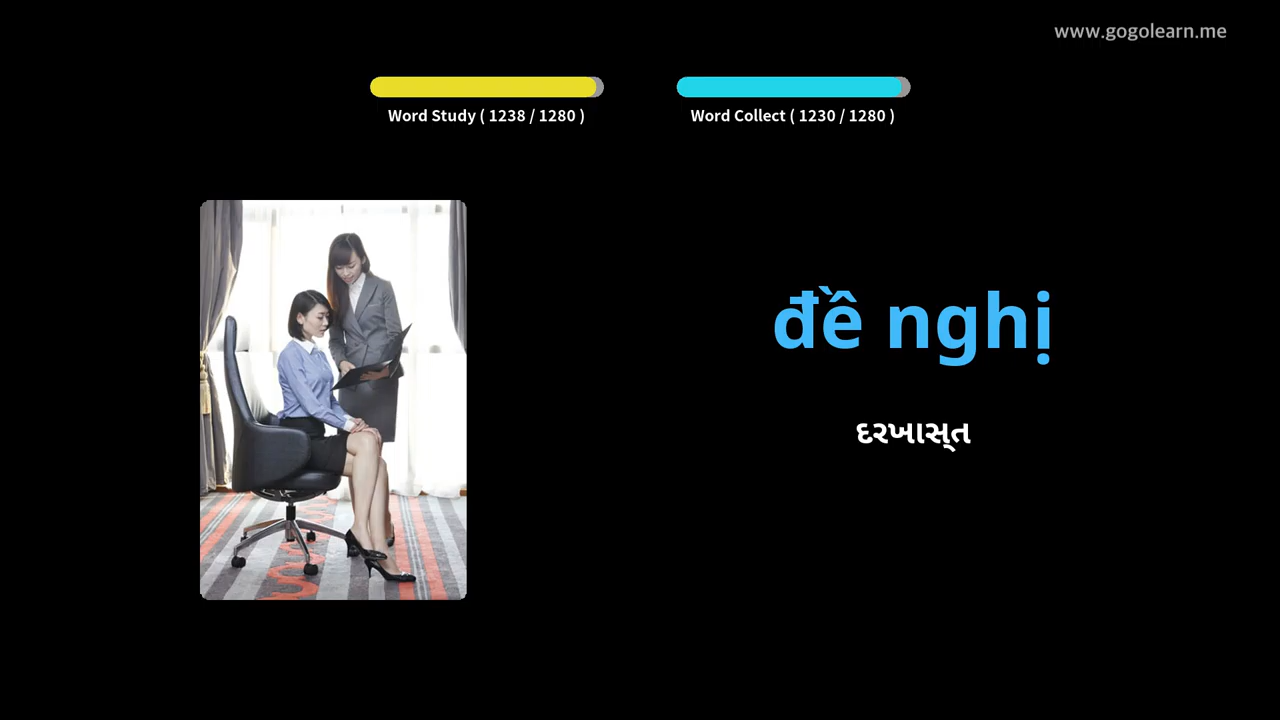 www.gogolearn.me
Word Study ( 1238 / 1280 )
Word Collect ( 1230 / 1280 )
đề nghị
દરખાસ્ત